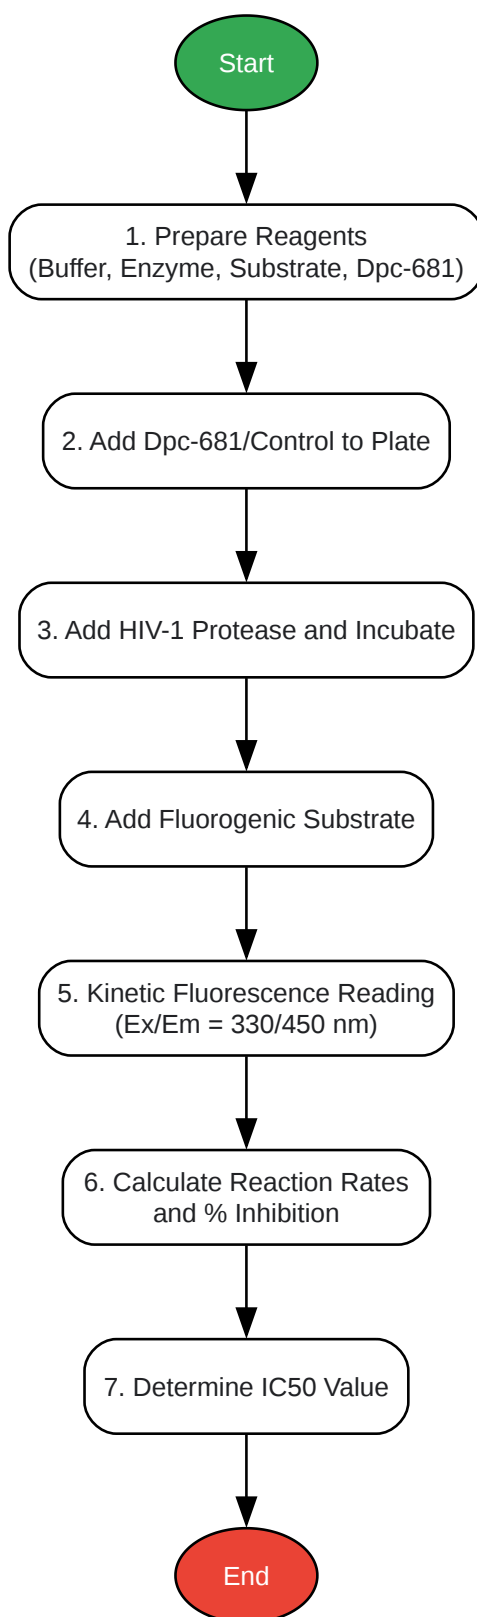 Start
1. Prepare Reagents
(Buffer, Enzyme, Substrate, Dpc-681)
2. Add Dpc-681/Control to Plate
3. Add HIV-1 Protease and Incubate
4. Add Fluorogenic Substrate
5. Kinetic Fluorescence Reading
(Ex/Em = 330/450 nm)
6. Calculate Reaction Rates
and % Inhibition
7. Determine IC50 Value
End